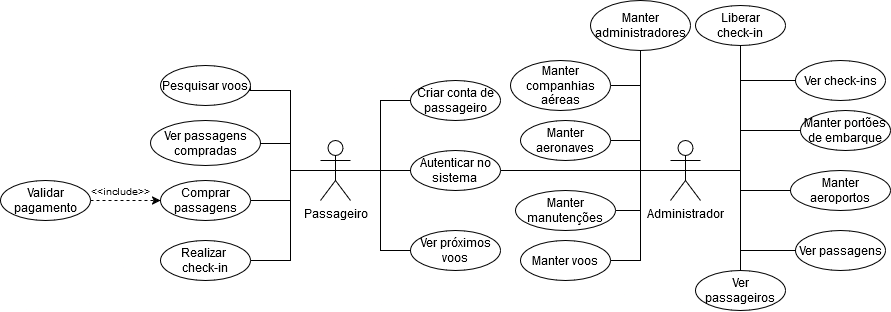 Manter
administradores
Liberar
check-in
Pesquisar voos
Criar conta de
passageiro
Manter
companhias
aéreas
Ver check-ins
Ver passagens
compradas
Manter
aeronaves
Manter portões
de embarque
Autenticar no
sistema
Validar
pagamento
<<include>>
Comprar
passagens
Passageiro
Manter
manutenções
Administrador
Manter
aeroportos
Realizar
check-in
Ver próximos
voos
Manter voos
Ver passagens
Ver
passageiros